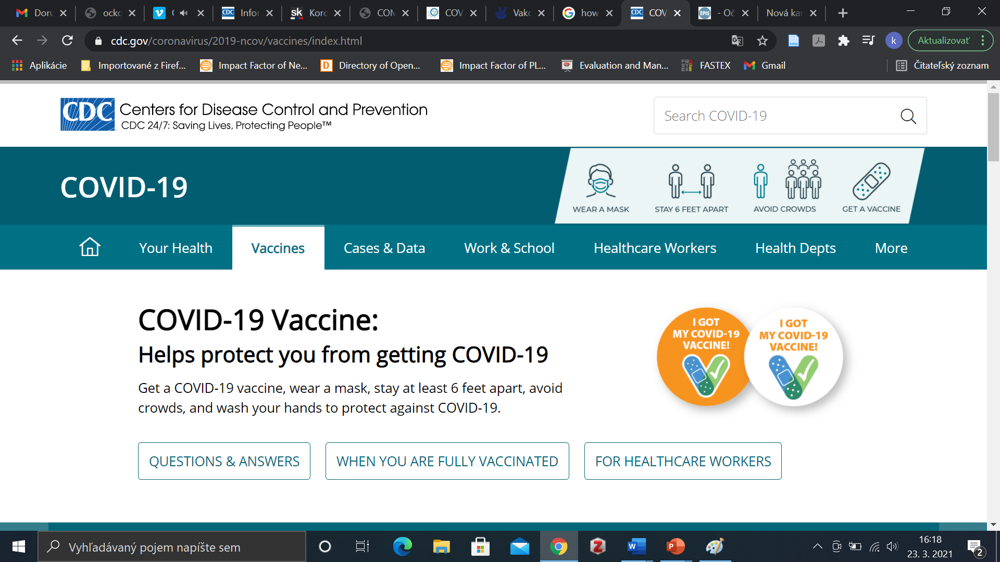 Doru
ocko
Infor
sk Koro
COM
COV
Vakc
how
COV
EPIS - Oč
Nová kar
cdc.gov/coronavirus/2019-ncov/vaccines/index.html
k
Aktualizovať
Aplikácie
Importované z Firef...
Impact Factor of Ne...
D Directory of Open...
Impact Factor of PL...
Evaluation and Man...
FASTEX
Gmail
Čitateľský zoznam
CDC Centers for Disease Control and Prevention
CDC 24/7: Saving Lives, Protecting People™
Search COVID-19
COVID-19
WEAR A MASK
STAY 6 FEET APART
AVOID CROWDS
GET A VACCINE
Your Health
Vaccines
Cases & Data
Work & School
Healthcare Workers
Health Depts
More
COVID-19 Vaccine:
Helps protect you from getting COVID-19
Get a COVID-19 vaccine, wear a mask, stay at least 6 feet apart, avoid
crowds, and wash your hands to protect against COVID-19.
I GOT
MY COVID-19
VACCINE!
I GOT
MY COVID-19
VACCINE!
QUESTIONS & ANSWERS
WHEN YOU ARE FULLY VACCINATED
FOR HEALTHCARE WORKERS
Vyhľadávaný pojem napíšte sem
16:18
23. 3. 2021
2